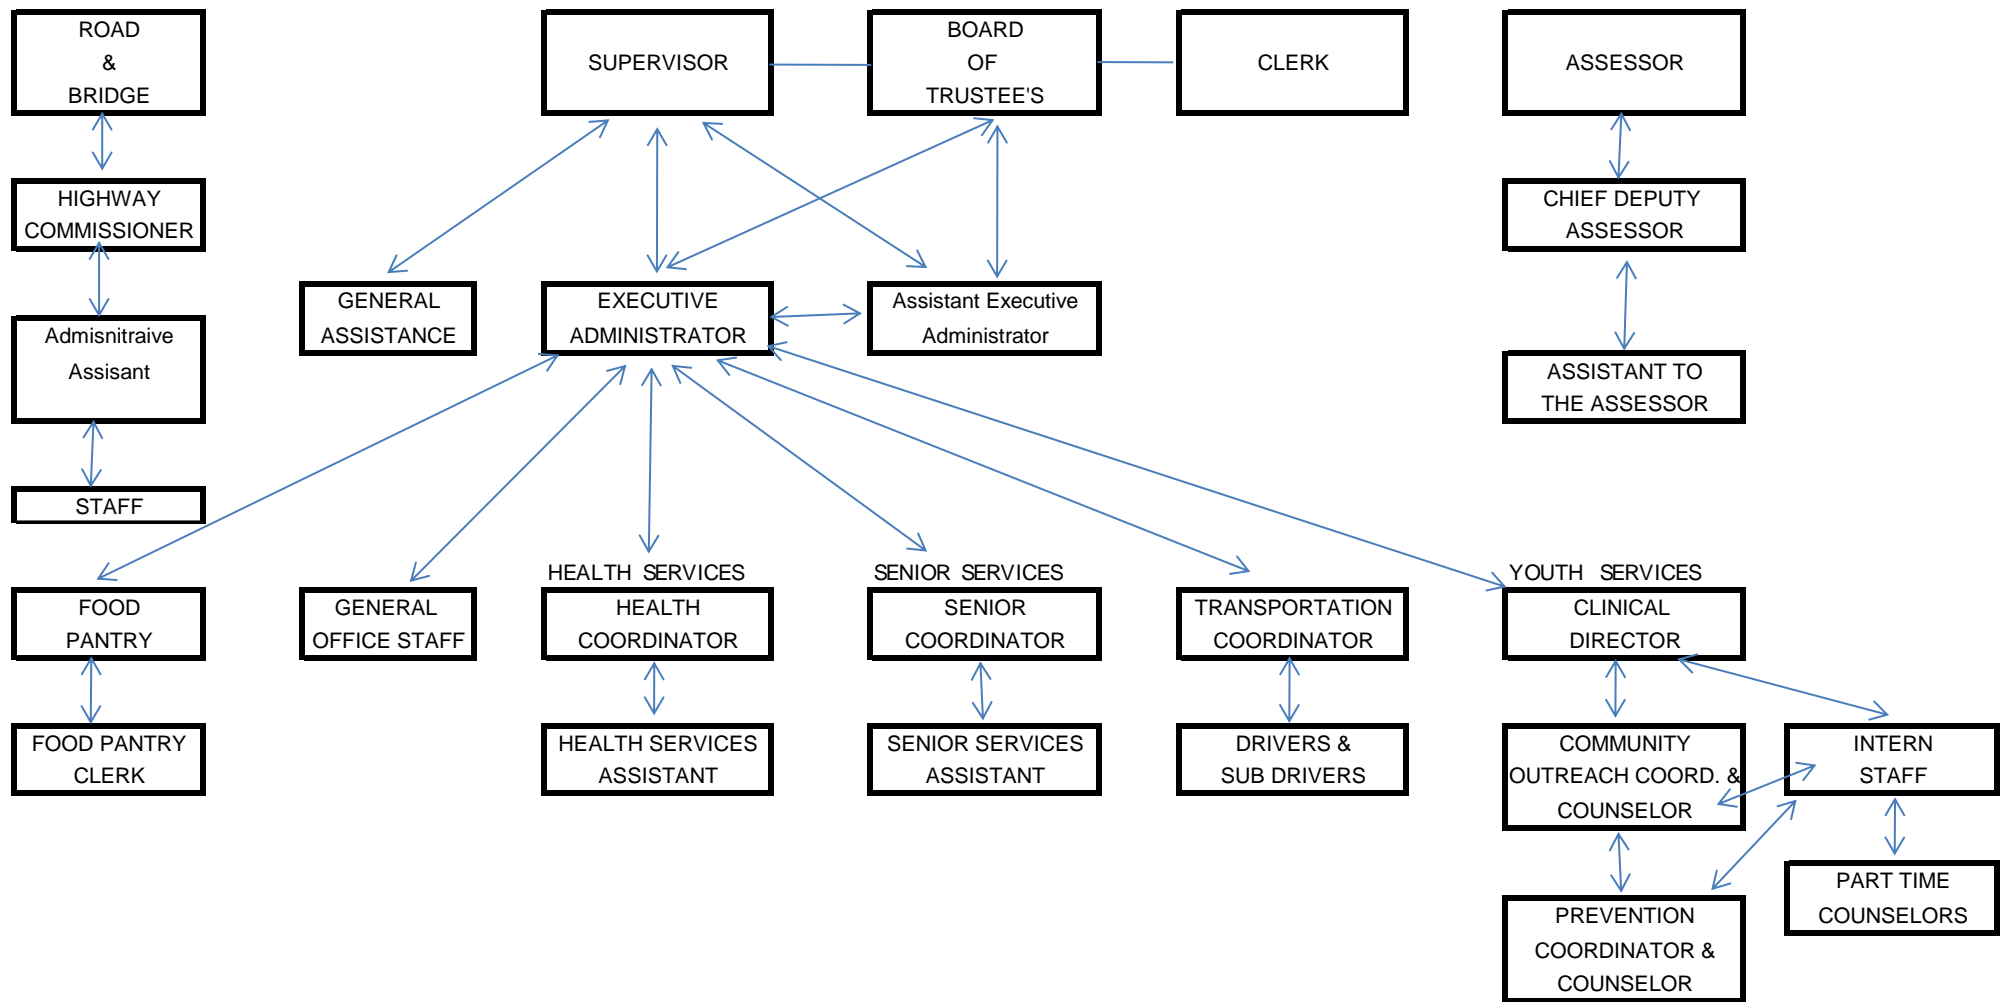 ROAD
&
BRIDGE
SUPERVISOR
BOARD
OF
TRUSTEE'S
CLERK
ASSESSOR
HIGHWAY
COMMISSIONER
CHIEF DEPUTY
ASSESSOR
GENERAL
ASSISTANCE
EXECUTIVE
ADMINISTRATOR
Assistant Executive
Administrator
Admisnitraive
Assisant
ASSISTANT TO
THE ASSESSOR
STAFF
HEALTH SERVICES
SENIOR SERVICES
YOUTH SERVICES
FOOD
PANTRY
GENERAL
OFFICE STAFF
HEALTH
COORDINATOR
SENIOR
COORDINATOR
TRANSPORTATION
COORDINATOR
CLINICAL
DIRECTOR
FOOD PANTRY
CLERK
HEALTH SERVICES
ASSISTANT
SENIOR SERVICES
ASSISTANT
DRIVERS &
SUB DRIVERS
COMMUNITY
OUTREACH COORD. &
COUNSELOR
INTERN
STAFF
PART TIME
COUNSELORS
PREVENTION
COORDINATOR &
COUNSELOR